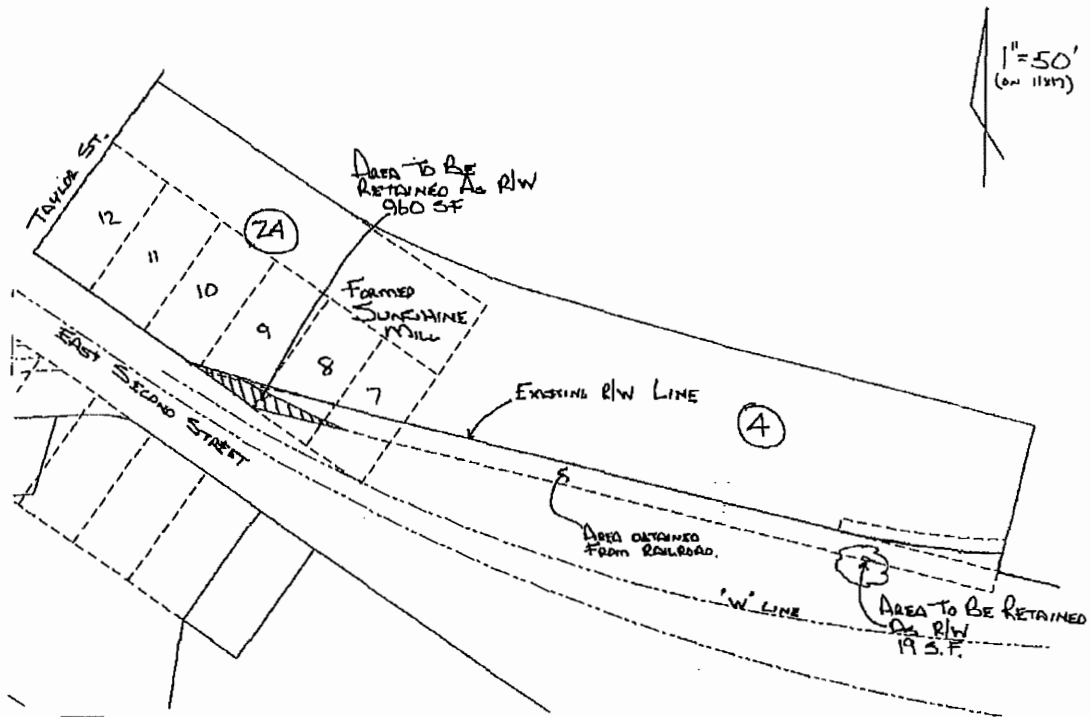 1"=50'
(ON 11X17)
TAYLOR ST.
AREA TO BE
RETAINED AS R/W
960 SF
12
11
10
9
8
7
2A
FORMER
SUNSHINE
MILL
EAST SECOND STREET
EXISTING R/W LINE
4
AREA OBTAINED
FROM RAILROAD.
'W' LINE
AREA TO BE RETAINED
AS R/W
19 S.F.
7